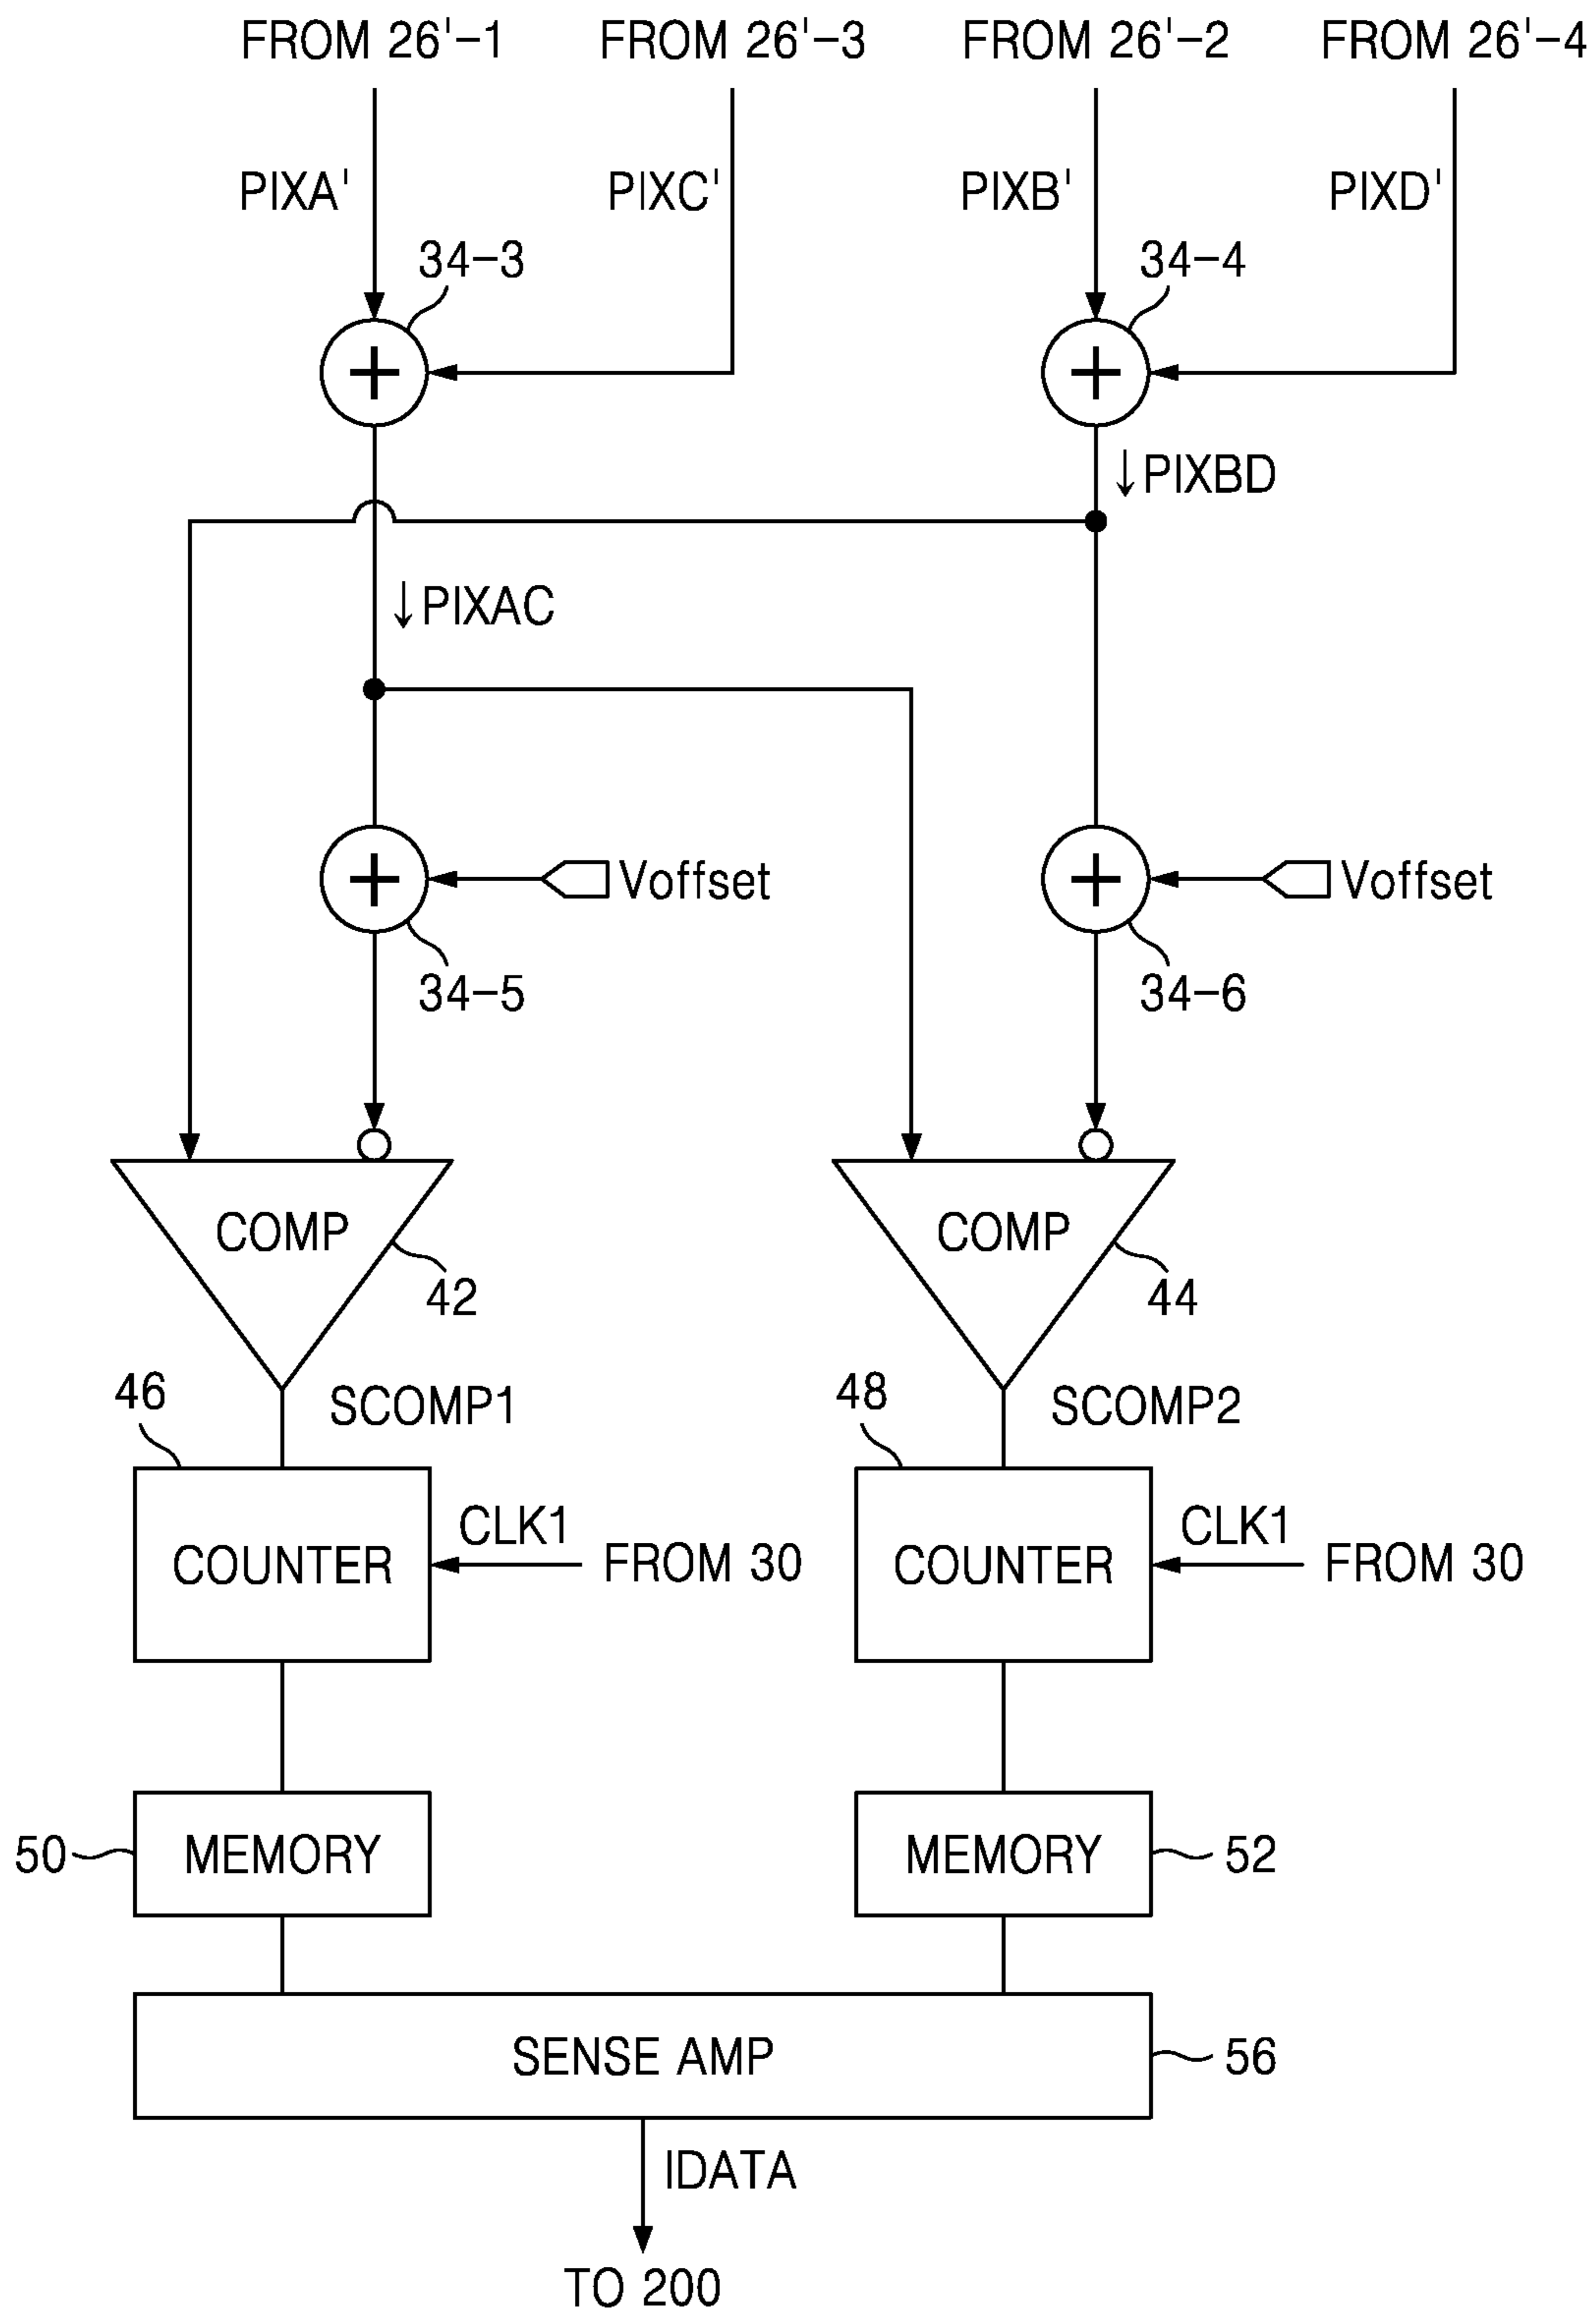 FROM 26'-1
FROM 26'-3
FROM 26'-2
FROM 26'-4
PIXA'
PIXC'
PIXB'
PIXD'
34-3
34-4
+
+
↓PIXBD
↓PIXAC
+
Voffset
+
Voffset
34-5
34-6
COMP
COMP
42
44
46
SCOMP1
48
SCOMP2
COUNTER
CLK1
FROM 30
COUNTER
CLK1
FROM 30
50
MEMORY
MEMORY
52
SENSE AMP
56
IDATA
TO 200